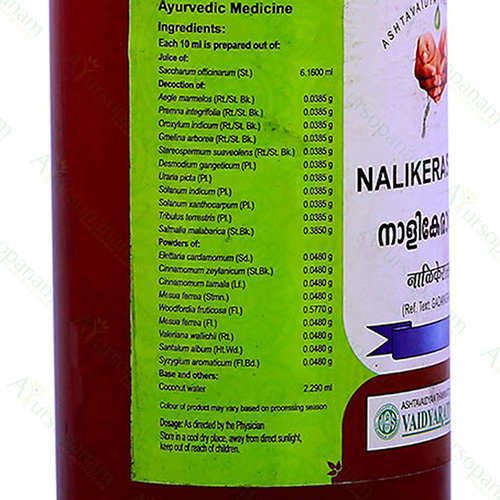 Ayurvedic Medicine
Ingredients:
Each 10 ml is prepared out of:
Juice of:
Saccharum officinarum (St.) 6.1600 ml
Decoction of:
Aegle marmelos (Rt./St. Bk.) 0.0385 g
Premna integrifolia (Rt./St. Bk.) 0.0385 g
Oroxylum indicum (Rt./St. Bk.) 0.0385 g
Gmelina arborea (Rt./St. Bk.) 0.0385 g
Stereospermum suaveolens (Rt./St. Bk.) 0.0385 g
Desmodium gangeticum (Pl.) 0.0385 g
Uraria picta (Pl.) 0.0385 g
Solanum indicum (Pl.) 0.0385 g
Solanum xanthocarpum (Pl.) 0.0385 g
Tribulus terrestris (Pl.) 0.0385 g
Salmalia malabarica (St.Bk.) 0.3850 g
Powders of:
Elettaria cardamomum (Sd.) 0.0480 g
Cinnamomum zeylanicum (St.Bk.) 0.0480 g
Cinnamomum tamala (Lf.) 0.0480 g
Mesua ferrea (Stmn.) 0.0480 g
Woodfordia fruticosa (Fl.) 0.5770 g
Mesua ferrea (Fl.) 0.0480 g
Valeriana wallichii (Rt.) 0.0480 g
Santalum album (Ht.Wd.) 0.0480 g
Syzygium aromaticum (Fl.Bd.) 0.0480 g
Base and others:
Coconut water 2.290 ml
Colour of product may vary based on processing season
Dosage: As directed by the Physician
Store in a cool dry place, away from direct sunlight,
keep out of reach of children.
ASHTAVAIDYA
NALIKERAS
നാളികേരാ
नाळिकेरा
(Ref. Text: GADA
ASHTAVAIDYAN THAIKAT
VAIDYARAT
Ayursopanam